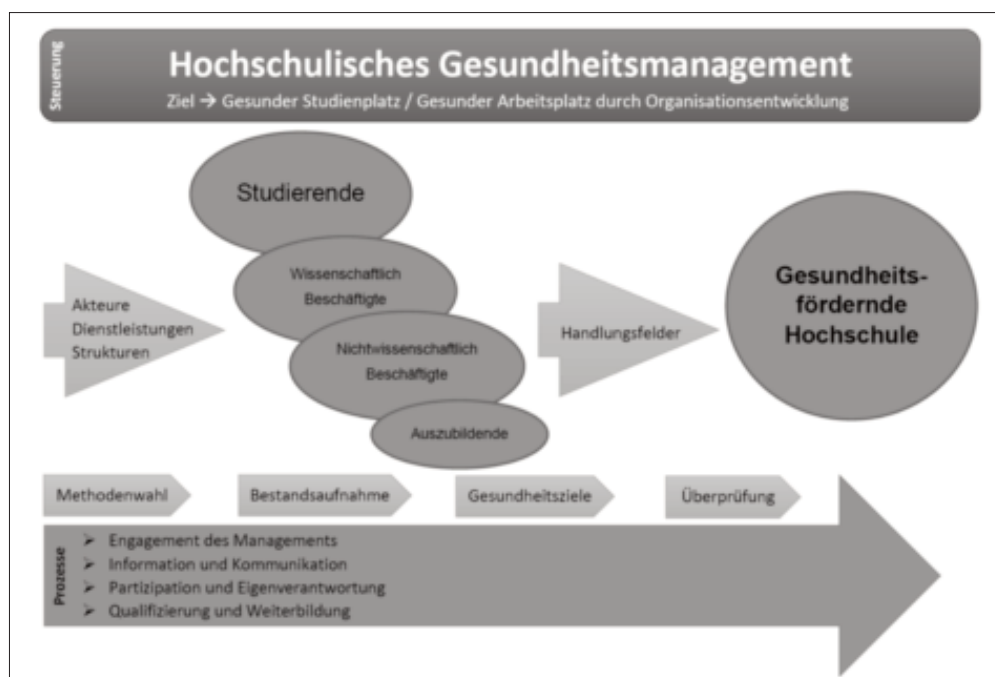 Steuerung
Hochschulisches Gesundheitsmanagement
Ziel → Gesunder Studienplatz / Gesunder Arbeitsplatz durch Organisationsentwicklung
Akteure
Dienstleistungen
Strukturen
Studierende
Wissenschaftlich
Beschäftigte
Nichtwissenschaftlich
Beschäftigte
Auszubildende
Handlungsfelder
Gesundheits-
fördernde
Hochschule
Methodenwahl
Bestandsaufnahme
Gesundheitsziele
Überprüfung
Prozesse
➢ Engagement des Managements
➢ Information und Kommunikation
➢ Partizipation und Eigenverantwortung
➢ Qualifizierung und Weiterbildung